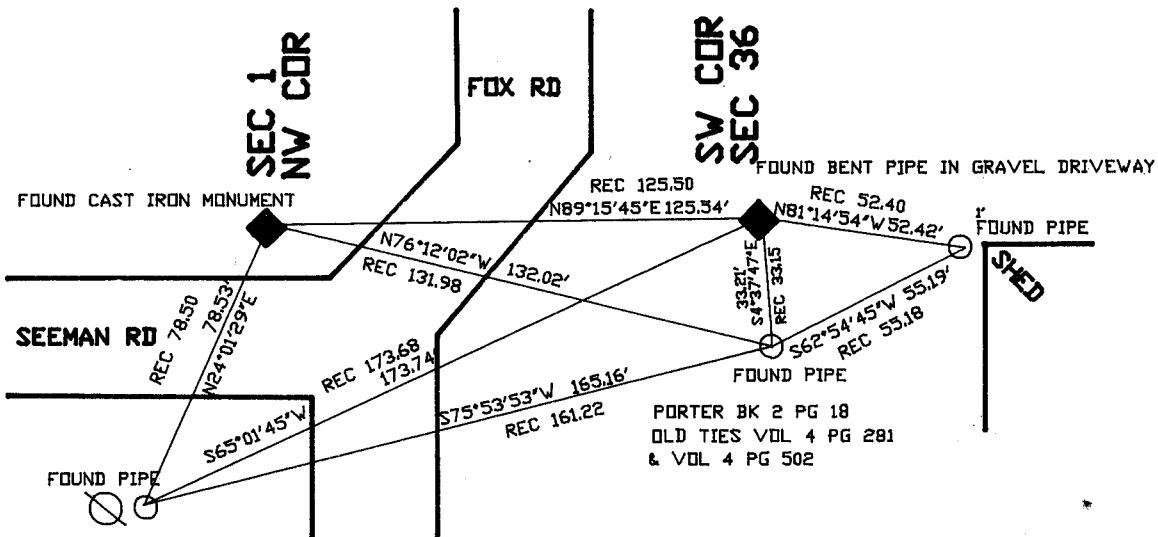 SEC 1
NW COR
FOX RD
SW COR
SEC 36
FOUND CAST IRON MONUMENT
FOUND BENT PIPE IN GRAVEL DRIVEWAY
REC 125.50
N89°15'45"E 125.54'
REC 52.40
N81°14'54"W 52.42'
1"
FOUND PIPE
SHED
N76°12'02"W 132.02'
REC 131.98
33.21'
S4°37'47"E
REC 33.15
S62°54'45"W 55.19'
REC 55.18
SEEMAN RD
REC 78.50
78.53'
N24°01'29"E
REC 173.68
173.74'
S65°01'45"W
S75°53'53"W 165.16'
REC 161.22
FOUND PIPE
PORTER BK 2 PG 18
OLD TIES VOL 4 PG 281
& VOL 4 PG 502
FOUND PIPE